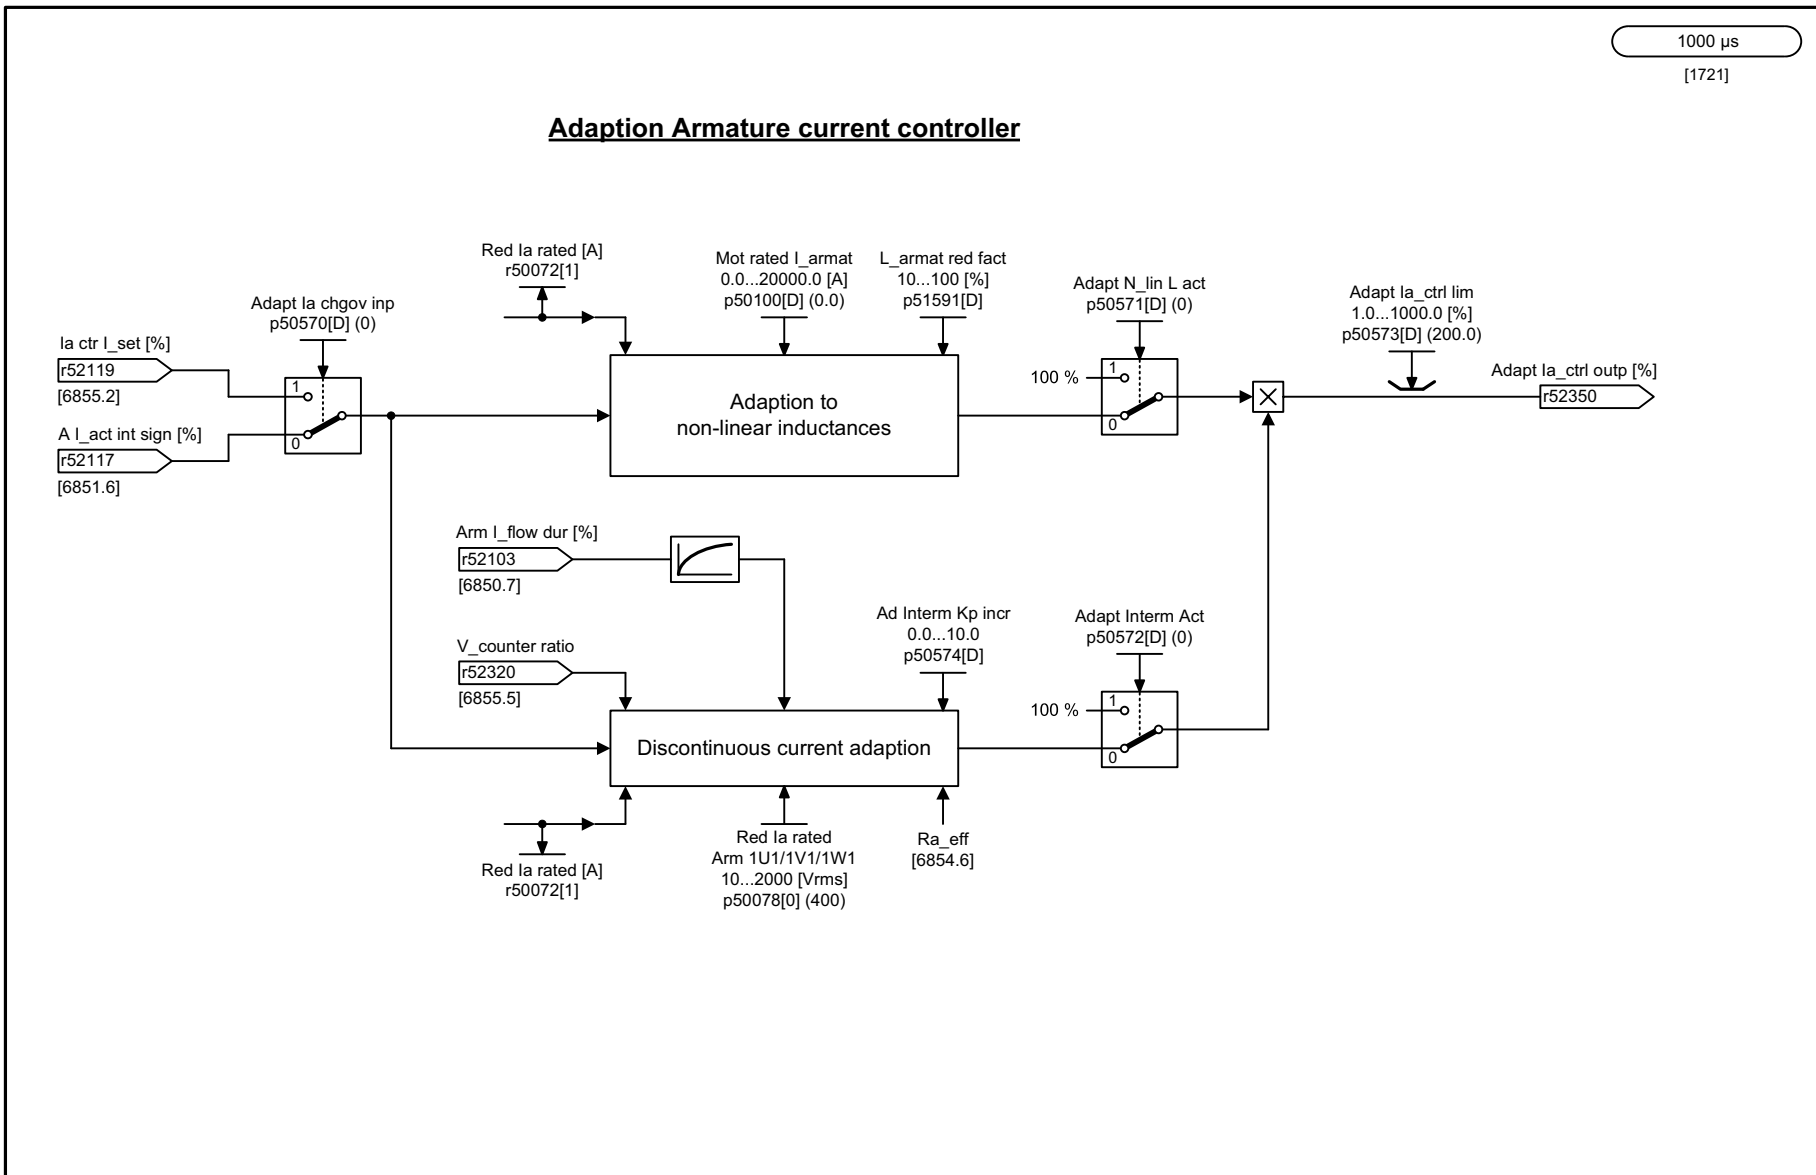 1000 µs
[1721]
Adaption Armature current controller
Red Ia rated [A]
r50072[1]
Mot rated I_armat
0.0...20000.0 [A]
p50100[D] (0.0)
L_armat red fact
10...100 [%]
p51591[D]
Adapt N_lin L act
p50571[D] (0)
Adapt Ia_ctrl lim
1.0...1000.0 [%]
p50573[D] (200.0)
Adapt Ia chgov inp
p50570[D] (0)
Ia ctr I_set [%]
r52119
[6855.2]
A I_act int sign [%]
r52117
[6851.6]
1
0
Adaption to
non-linear inductances
100 %
1
0
Adapt Ia_ctrl outp [%]
r52350
Arm I_flow dur [%]
r52103
[6850.7]
V_counter ratio
r52320
[6855.5]
Ad Interm Kp incr
0.0...10.0
p50574[D]
Adapt Interm Act
p50572[D] (0)
Discontinuous current adaption
100 %
1
0
Red Ia rated [A]
r50072[1]
Red Ia rated
Arm 1U1/1V1/1W1
10...2000 [Vrms]
p50078[0] (400)
Ra_eff
[6854.6]